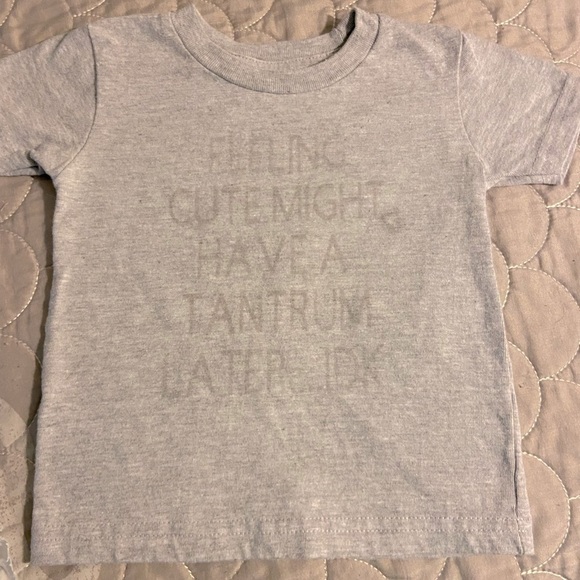 FEELING
CUTE MIGHT
HAVE A
TANTRUM
LATER. IDK